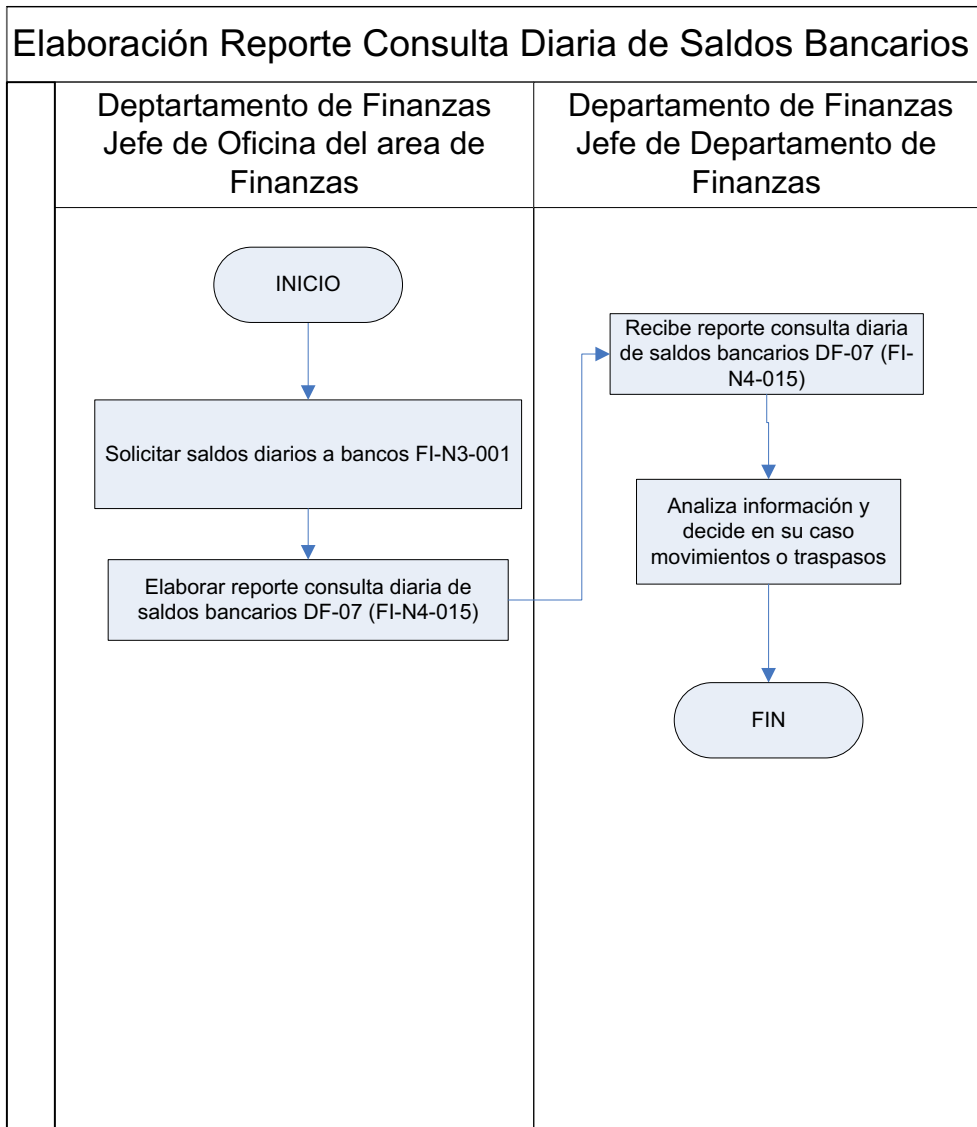 Elaboración Reporte Consulta Diaria de Saldos Bancarios
Deptartamento de Finanzas
Jefe de Oficina del area de
Finanzas
Departamento de Finanzas
Jefe de Departamento de
Finanzas
INICIO
Solicitar saldos diarios a bancos FI-N3-001
Elaborar reporte consulta diaria de
saldos bancarios DF-07 (FI-N4-015)
Recibe reporte consulta diaria
de saldos bancarios DF-07 (FI-
N4-015)
Analiza información y
decide en su caso
movimientos o traspasos
FIN